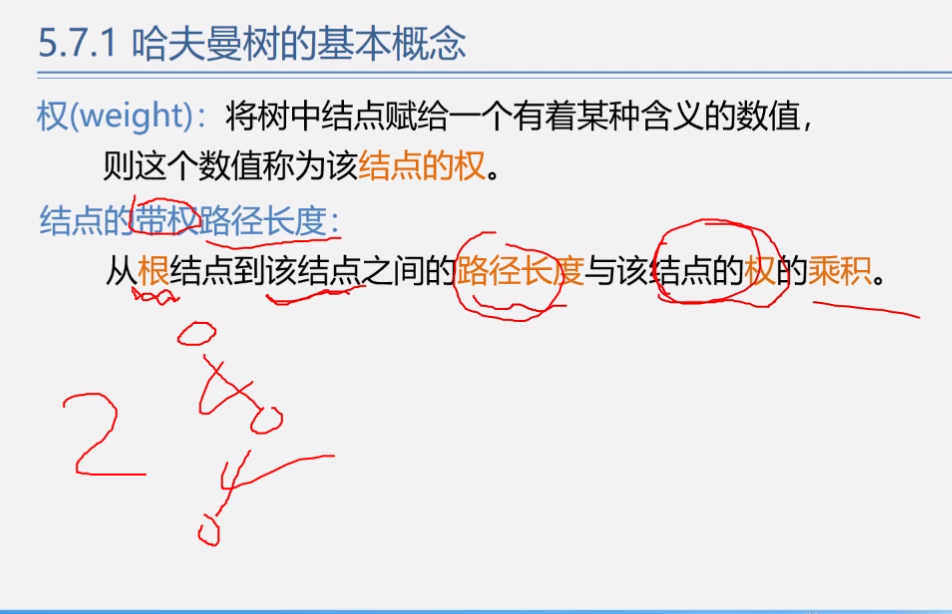 5.7.1 哈夫曼树的基本概念
权(weight)：将树中结点赋给一个有着某种含义的数值，
则这个数值称为该结点的权。
结点的带权路径长度：
从根结点到该结点之间的路径长度与该结点的权的乘积。
2